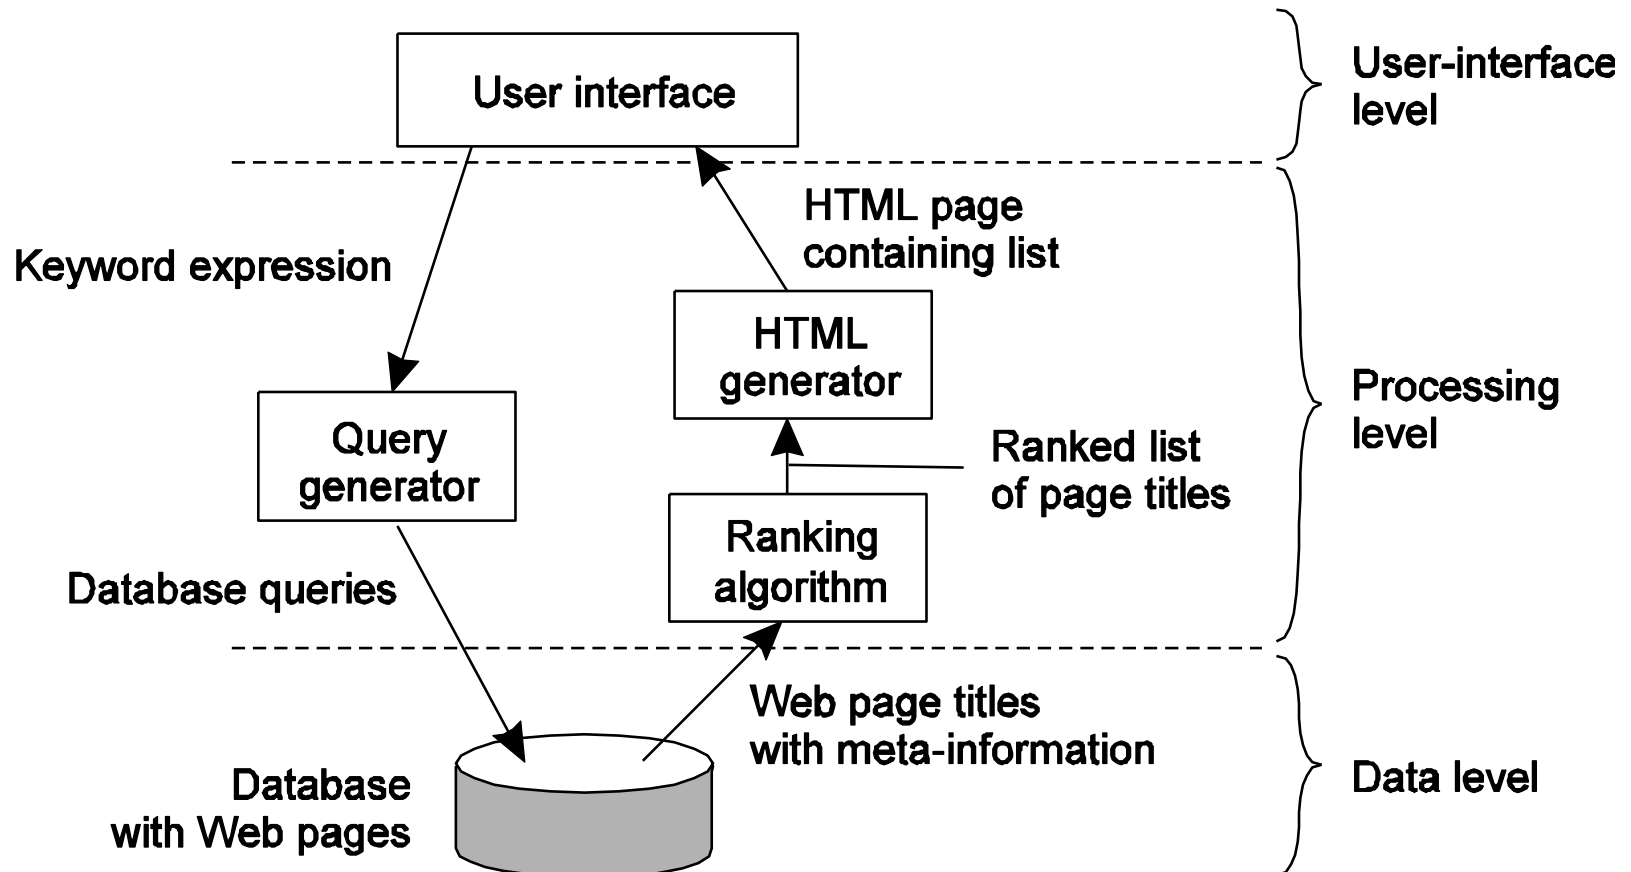 User interface
User-interface
level
HTML page
containing list
Keyword expression
HTML
generator
Processing
level
Query
generator
Ranked list
of page titles
Ranking
algorithm
Database queries
Web page titles
with meta-information
Database
with Web pages
Data level